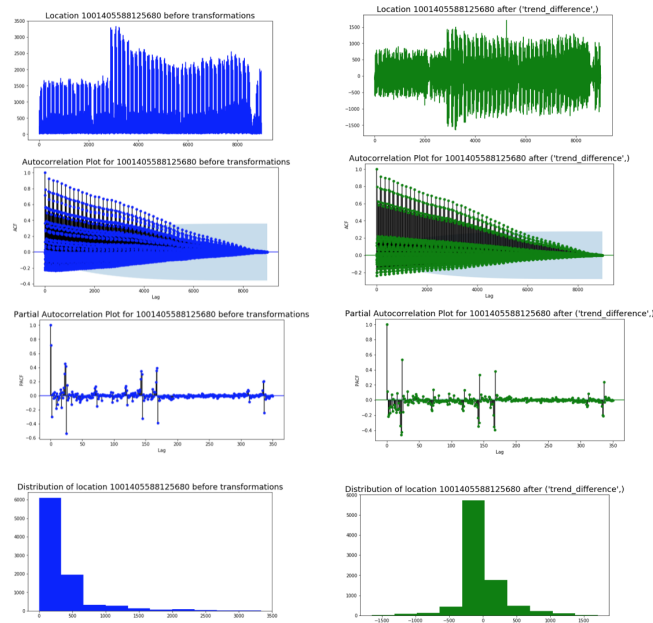 Location 1001405588125680 before transformations
Location 1001405588125680 after ('trend_difference',)
3500
3000
2500
2000
1500
1000
500
0
0 2000 4000 6000 8000
1500
1000
500
0
−500
−1000
−1500
0 2000 4000 6000 8000
Autocorrelation Plot for 1001405588125680 before transformations
Autocorrelation Plot for 1001405588125680 after ('trend_difference',)
ACF
1.0
0.8
0.6
0.4
0.2
0.0
−0.2
−0.4
0 2000 4000 6000 8000
Lag
ACF
1.0
0.8
0.6
0.4
0.2
0.0
−0.2
0 2000 4000 6000 8000
Lag
Partial Autocorrelation Plot for 1001405588125680 before transformations
Partial Autocorrelation Plot for 1001405588125680 after ('trend_difference',)
PACF
1.0
0.8
0.6
0.4
0.2
0.0
−0.2
−0.4
−0.6
0 50 100 150 200 250 300 350
Lag
PACF
1.0
0.8
0.6
0.4
0.2
0.0
−0.2
−0.4
0 50 100 150 200 250 300 350
Lag
Distribution of location 1001405588125680 before transformations
Distribution of location 1001405588125680 after ('trend_difference',)
6000
5000
4000
3000
2000
1000
0
0 500 1000 1500 2000 2500 3000 3500
6000
5000
4000
3000
2000
1000
0
−1500 −1000 −500 0 500 1000 1500